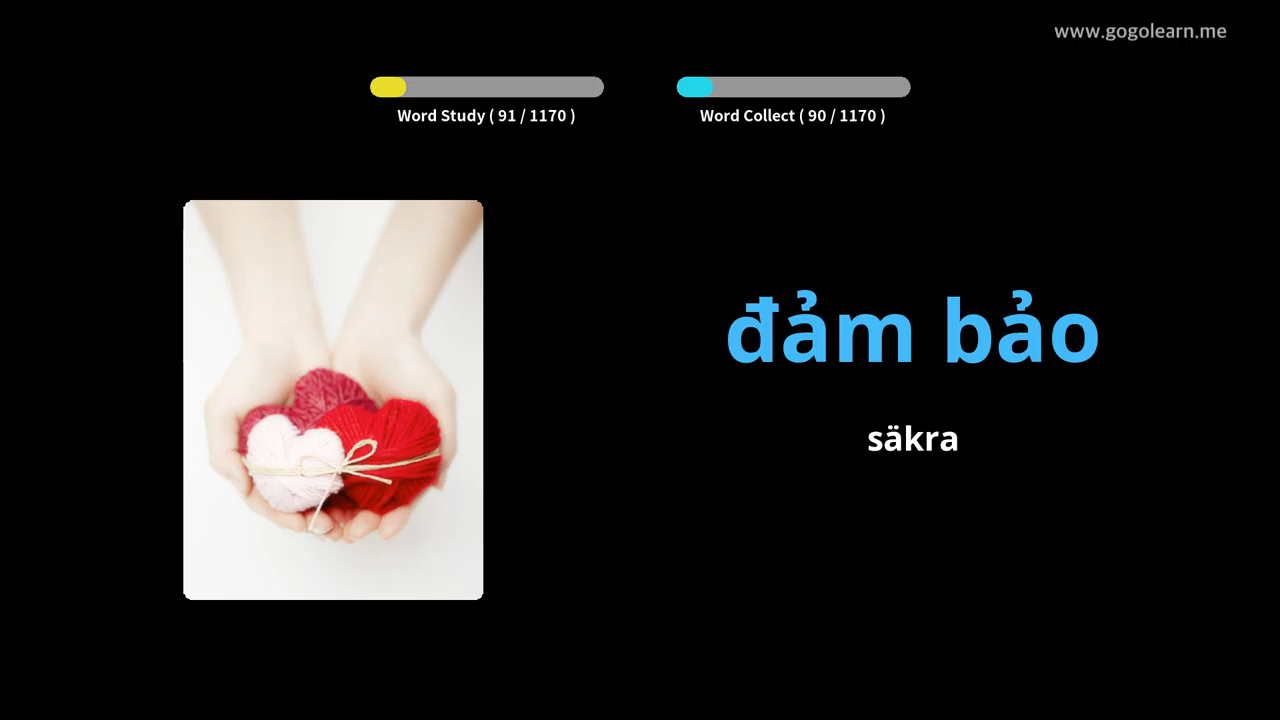 www.gogolearn.me
Word Study ( 91 / 1170 )
Word Collect ( 90 / 1170 )
đảm bảo
säkra